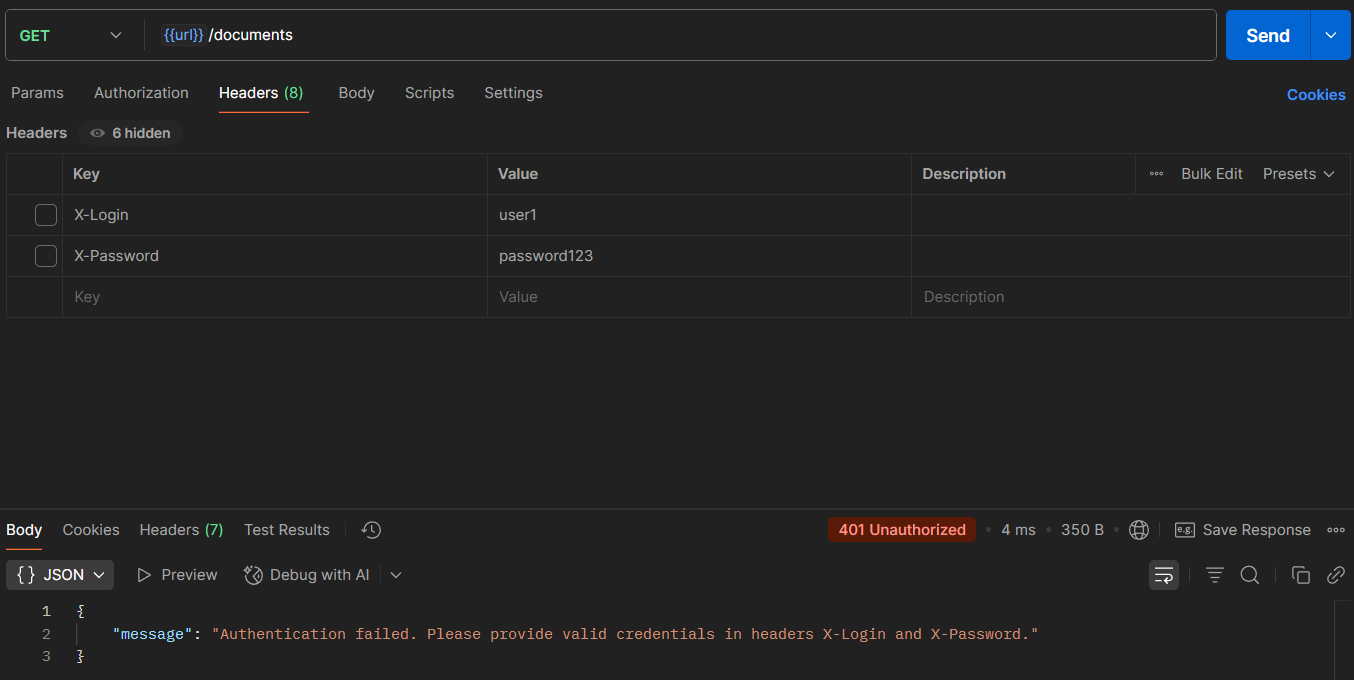 GET {{url}} /documents Send
Params Authorization Headers (8) Body Scripts Settings Cookies
Headers 6 hidden
Key Value Description Bulk Edit Presets
X-Login user1
X-Password password123
Key Value Description
Body Cookies Headers (7) Test Results 401 Unauthorized 4 ms 350 B e.g. Save Response
{} JSON Preview Debug with AI
1 {
2 "message": "Authentication failed. Please provide valid credentials in headers X-Login and X-Password."
3 }